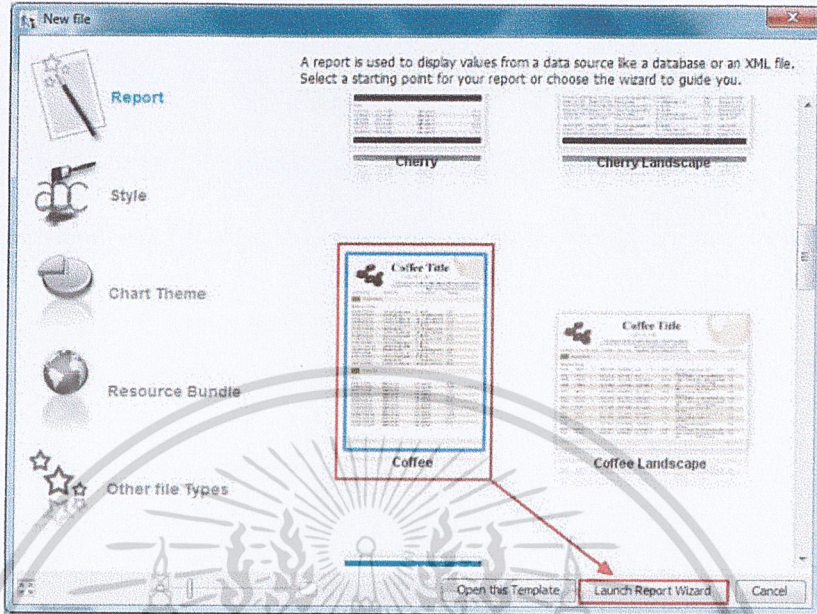 New file
A report is used to display values from a data source like a database or an XML file.
Select a starting point for your report or choose the wizard to guide you.
Report
Cherry
Cherry Landscape
Style
Chart Theme
Coffee Title
Coffee Title
Resource Bundle
Coffee
Coffee Landscape
Other file Types
Open this Template
Launch Report Wizard
Cancel